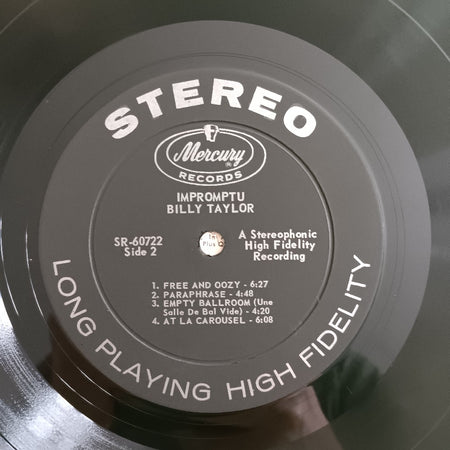 STEREO
Mercury®
RECORDS
IMPROMPTU
BILLY TAYLOR
SR-60722
Side 2
A Stereophonic
High Fidelity
Recording
1. FREE AND OOZY - 6:27
2. PARAPHRASE - 4:48
3. EMPTY BALLROOM (Une
Salle De Bal Vide) - 4:20
4. AT LA CAROUSEL - 6:08
LONG PLAYING HIGH FIDELITY